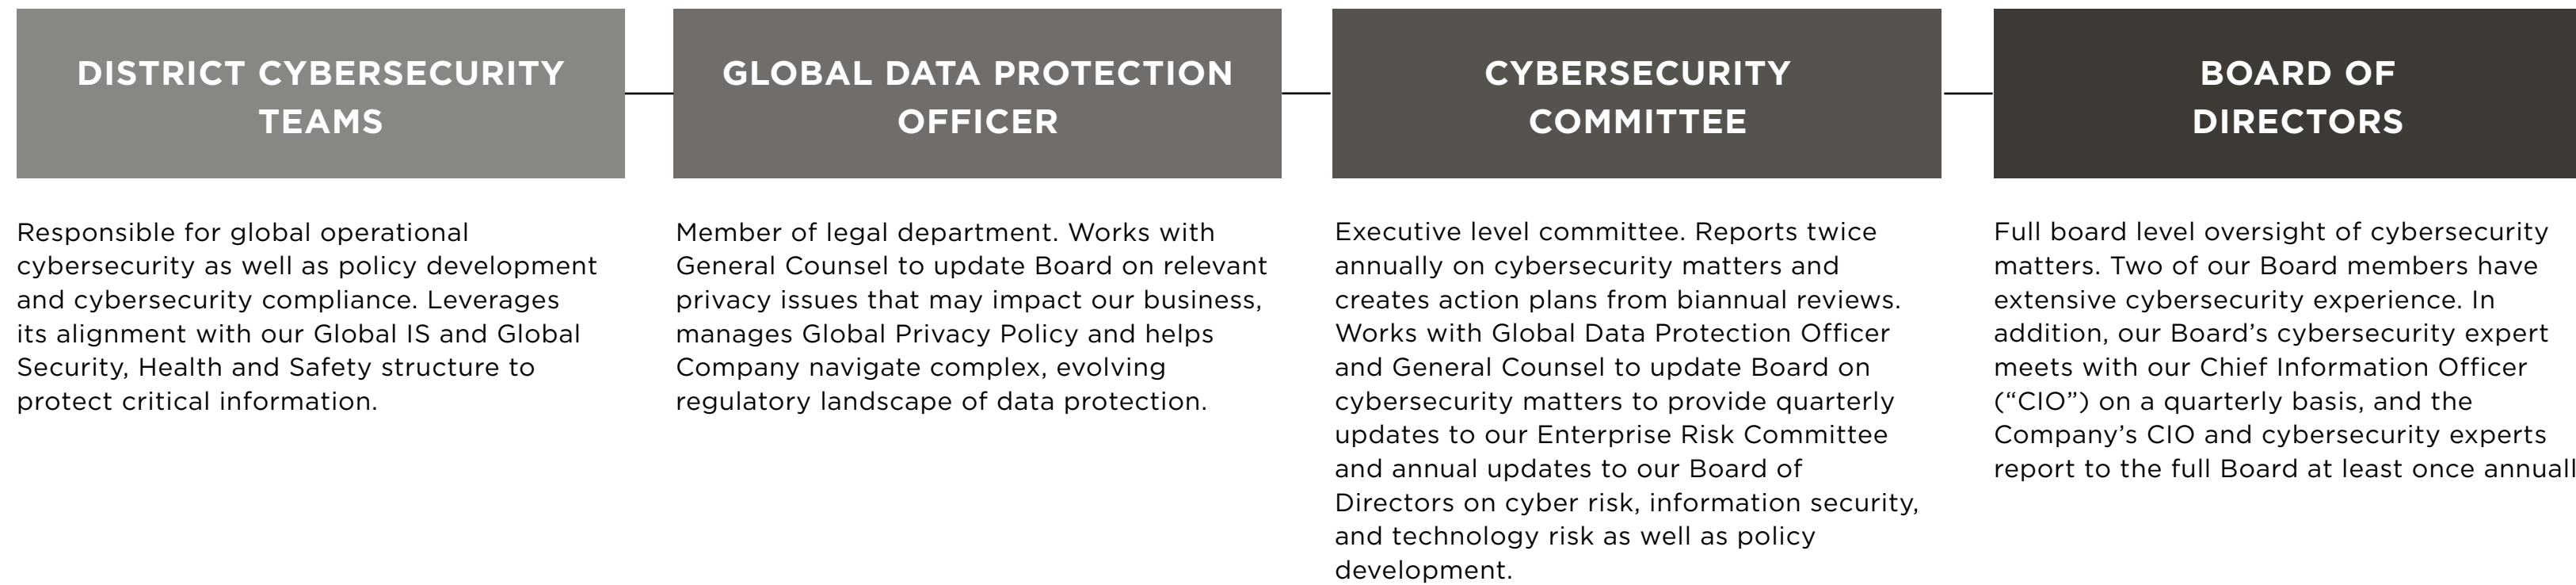 DISTRICT CYBERSECURITY
TEAMS
Responsible for global operational
cybersecurity as well as policy development
and cybersecurity compliance. Leverages
its alignment with our Global IS and Global
Security, Health and Safety structure to
protect critical information.
GLOBAL DATA PROTECTION
OFFICER
Member of legal department. Works with
General Counsel to update Board on relevant
privacy issues that may impact our business,
manages Global Privacy Policy and helps
Company navigate complex, evolving
regulatory landscape of data protection.
CYBERSECURITY
COMMITTEE
Executive level committee. Reports twice
annually on cybersecurity matters and
creates action plans from biannual reviews.
Works with Global Data Protection Officer
and General Counsel to update Board on
cybersecurity matters to provide quarterly
updates to our Enterprise Risk Committee
and annual updates to our Board of
Directors on cyber risk, information security,
and technology risk as well as policy
development.
BOARD OF
DIRECTORS
Full board level oversight of cybersecurity
matters. Two of our Board members have
extensive cybersecurity experience. In
addition, our Board’s cybersecurity expert
meets with our Chief Information Officer
(“CIO”) on a quarterly basis, and the
Company’s CIO and cybersecurity experts
report to the full Board at least once annuall